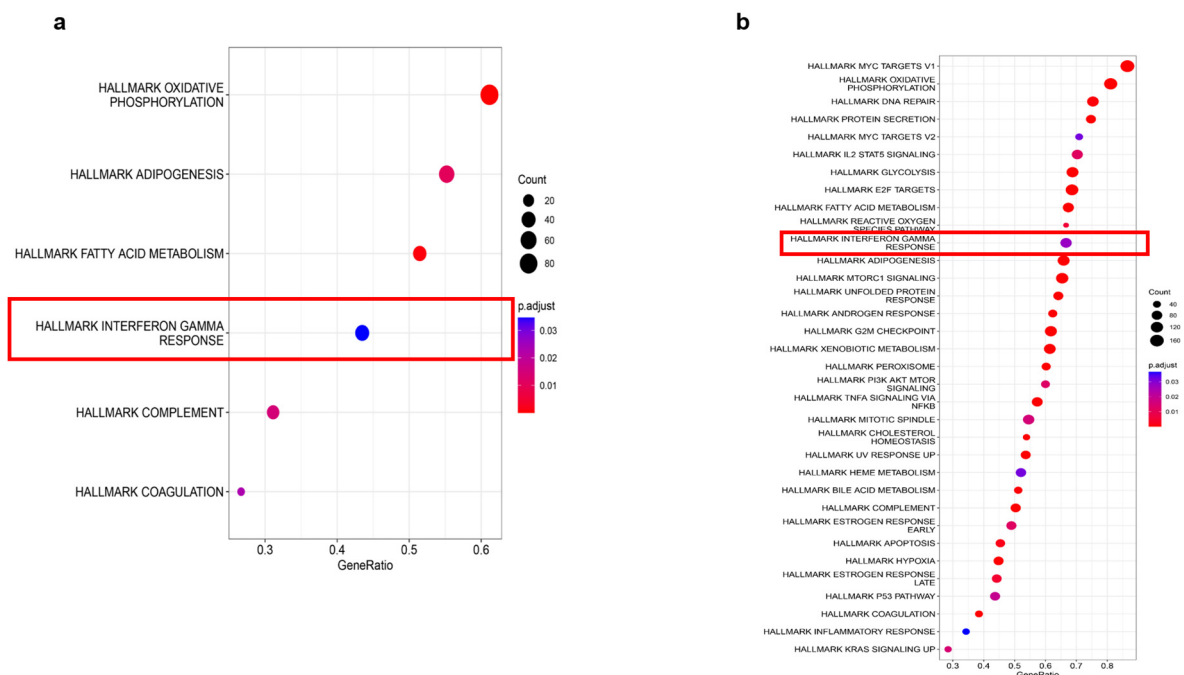 a
HALLMARK OXIDATIVE
PHOSPHORYLATION
HALLMARK ADIPOGENESIS
HALLMARK FATTY ACID METABOLISM
HALLMARK INTERFERON GAMMA
RESPONSE
HALLMARK COMPLEMENT
HALLMARK COAGULATION
0.3 0.4 0.5 0.6
GeneRatio
Count
20
40
60
80
p.adjust
0.03
0.02
0.01
b
HALLMARK MYC TARGETS V1
HALLMARK OXIDATIVE
PHOSPHORYLATION
HALLMARK DNA REPAIR
HALLMARK PROTEIN SECRETION
HALLMARK MYC TARGETS V2
HALLMARK IL2 STAT5 SIGNALING
HALLMARK GLYCOLYSIS
HALLMARK E2F TARGETS
HALLMARK FATTY ACID METABOLISM
HALLMARK REACTIVE OXYGEN
SPECIES PATHWAY
HALLMARK INTERFERON GAMMA
RESPONSE
HALLMARK ADIPOGENESIS
HALLMARK MTORC1 SIGNALING
HALLMARK UNFOLDED PROTEIN
RESPONSE
HALLMARK ANDROGEN RESPONSE
HALLMARK G2M CHECKPOINT
HALLMARK XENOBIOTIC METABOLISM
HALLMARK PEROXISOME
HALLMARK PI3K AKT MTOR
SIGNALING
HALLMARK TNFA SIGNALING VIA
NFKB
HALLMARK MITOTIC SPINDLE
HALLMARK CHOLESTEROL
HOMEOSTASIS
HALLMARK UV RESPONSE UP
HALLMARK HEME METABOLISM
HALLMARK BILE ACID METABOLISM
HALLMARK COMPLEMENT
HALLMARK ESTROGEN RESPONSE
EARLY
HALLMARK APOPTOSIS
HALLMARK HYPOXIA
HALLMARK ESTROGEN RESPONSE
LATE
HALLMARK P53 PATHWAY
HALLMARK COAGULATION
HALLMARK INFLAMMATORY RESPONSE
HALLMARK KRAS SIGNALING UP
0.3 0.4 0.5 0.6 0.7 0.8
GeneRatio
Count
40
80
120
160
p.adjust
0.03
0.02
0.01